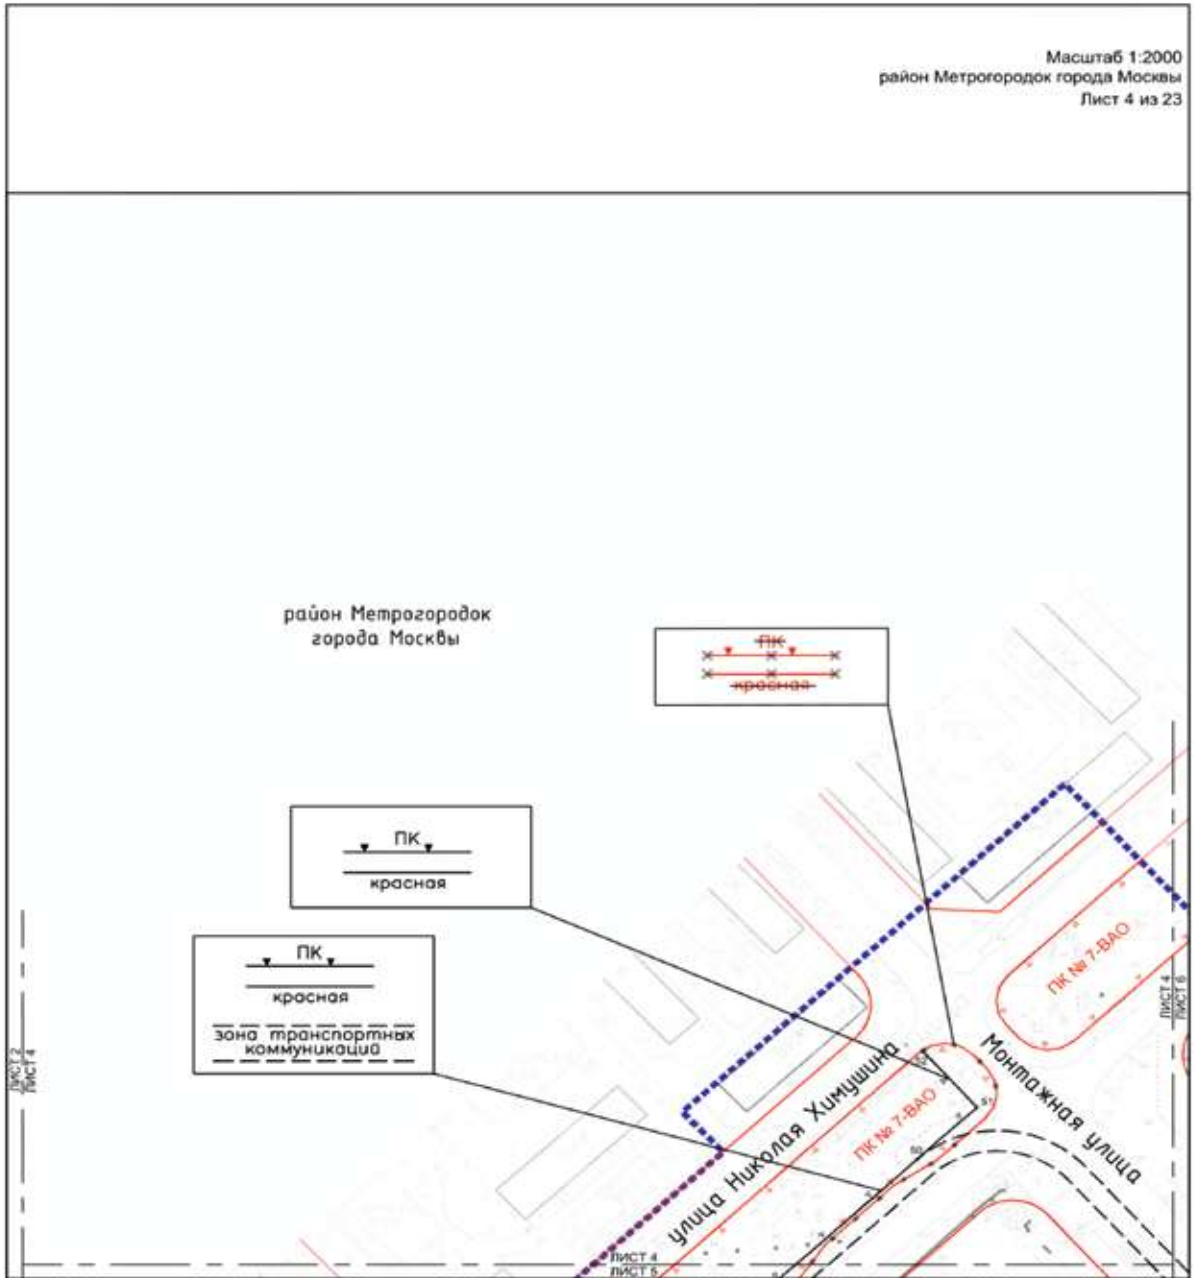 Масштаб 1:2000
район Метрогородок города Москвы
Лист 4 из 23
район Метрогородок
города Москвы
ПК
красная
ПК
красная
ПК
красная
зона транспортных
коммуникаций
ПК № 7-ВАО
ПК № 7-ВАО
улица Николая Химушина
Монтажная улица
51
50
ЛИСТ 2
ЛИСТ 4
ЛИСТ 4
ЛИСТ 6
ЛИСТ 4
ЛИСТ 5